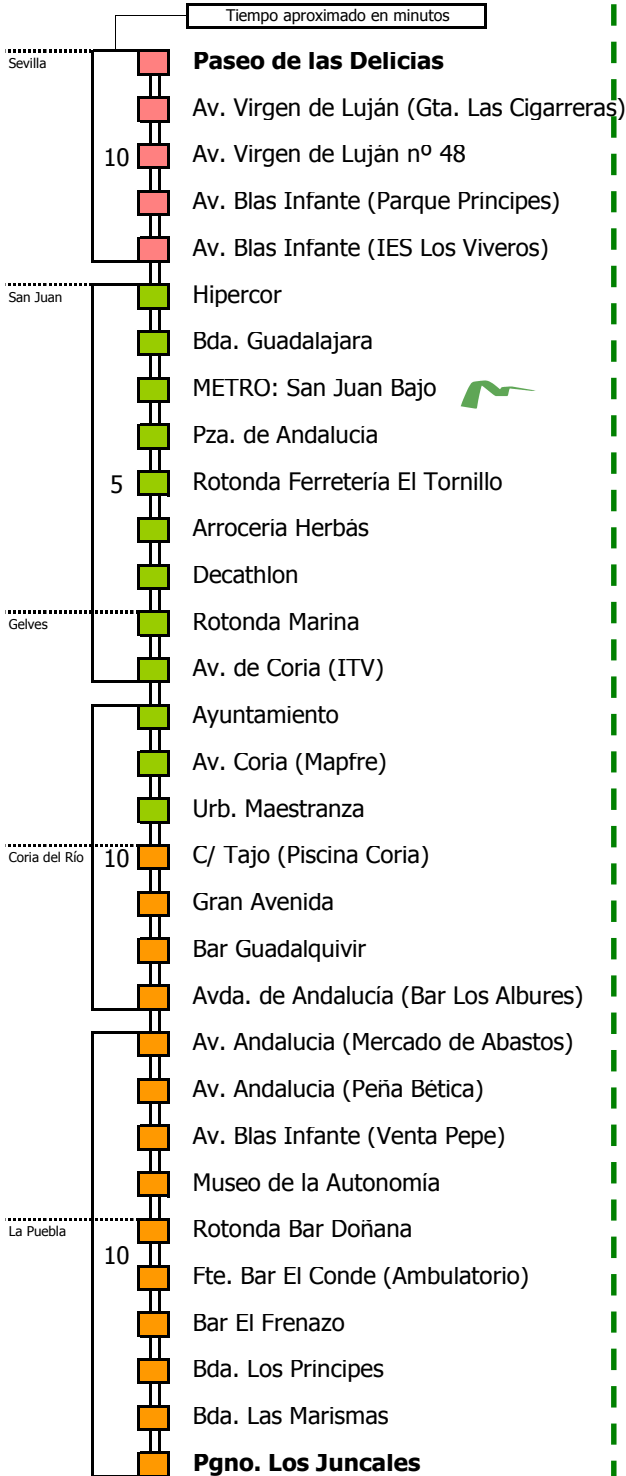 Tiempo aproximado en minutos
Sevilla
Paseo de las Delicias
Av. Virgen de Luján (Gta. Las Cigarreras)
10
Av. Virgen de Luján nº 48
Av. Blas Infante (Parque Principes)
Av. Blas Infante (IES Los Viveros)
San Juan
Hipercor
Bda. Guadalajara
METRO: San Juan Bajo
Pza. de Andalucia
5
Rotonda Ferretería El Tornillo
Arroceria Herbás
Decathlon
Gelves
Rotonda Marina
Av. de Coria (ITV)
Ayuntamiento
Av. Coria (Mapfre)
Urb. Maestranza
Coria del Río
10
C/ Tajo (Piscina Coria)
Gran Avenida
Bar Guadalquivir
Avda. de Andalucía (Bar Los Albures)
Av. Andalucia (Mercado de Abastos)
Av. Andalucia (Peña Bética)
Av. Blas Infante (Venta Pepe)
Museo de la Autonomía
La Puebla
Rotonda Bar Doñana
10
Fte. Bar El Conde (Ambulatorio)
Bar El Frenazo
Bda. Los Principes
Bda. Las Marismas
Pgno. Los Juncales